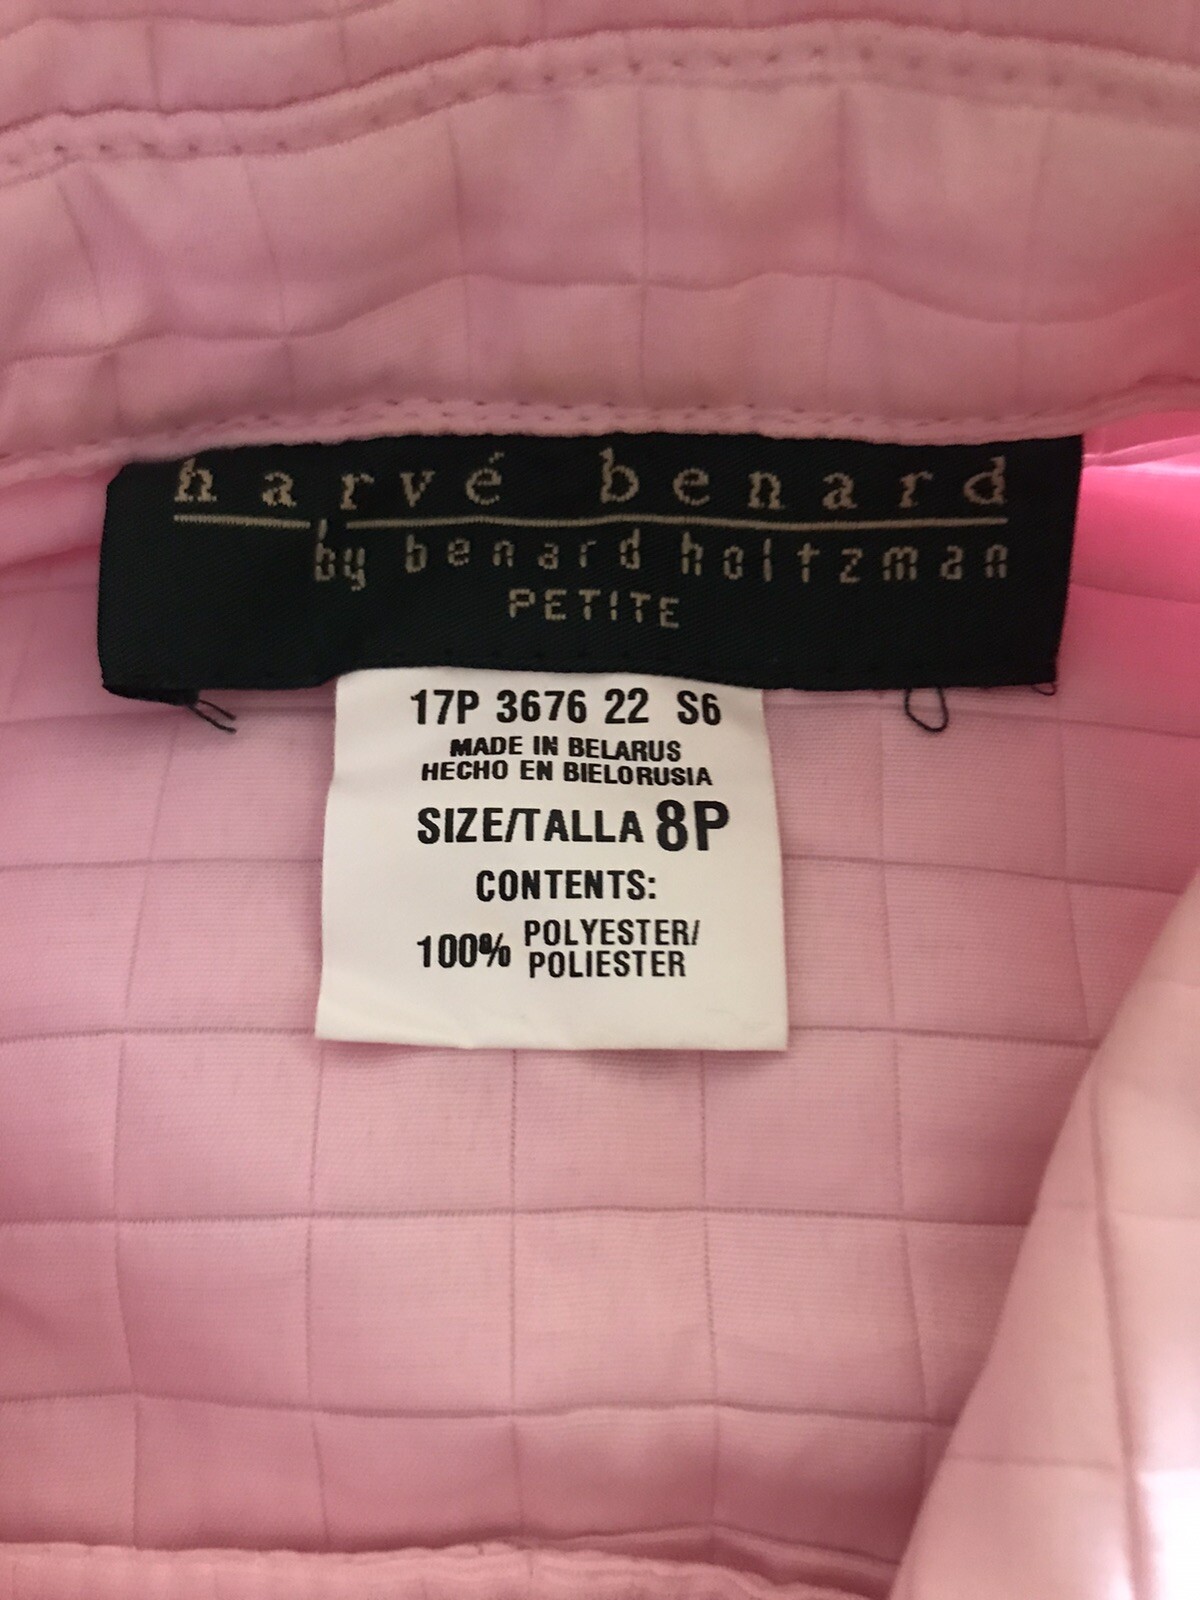 harvé benard
by benard holtzman
PETITE
17P 3676 22 S6
MADE IN BELARUS
HECHO EN BIELORUSIA
SIZE/TALLA 8P
CONTENTS:
100% POLYESTER/
POLIESTER